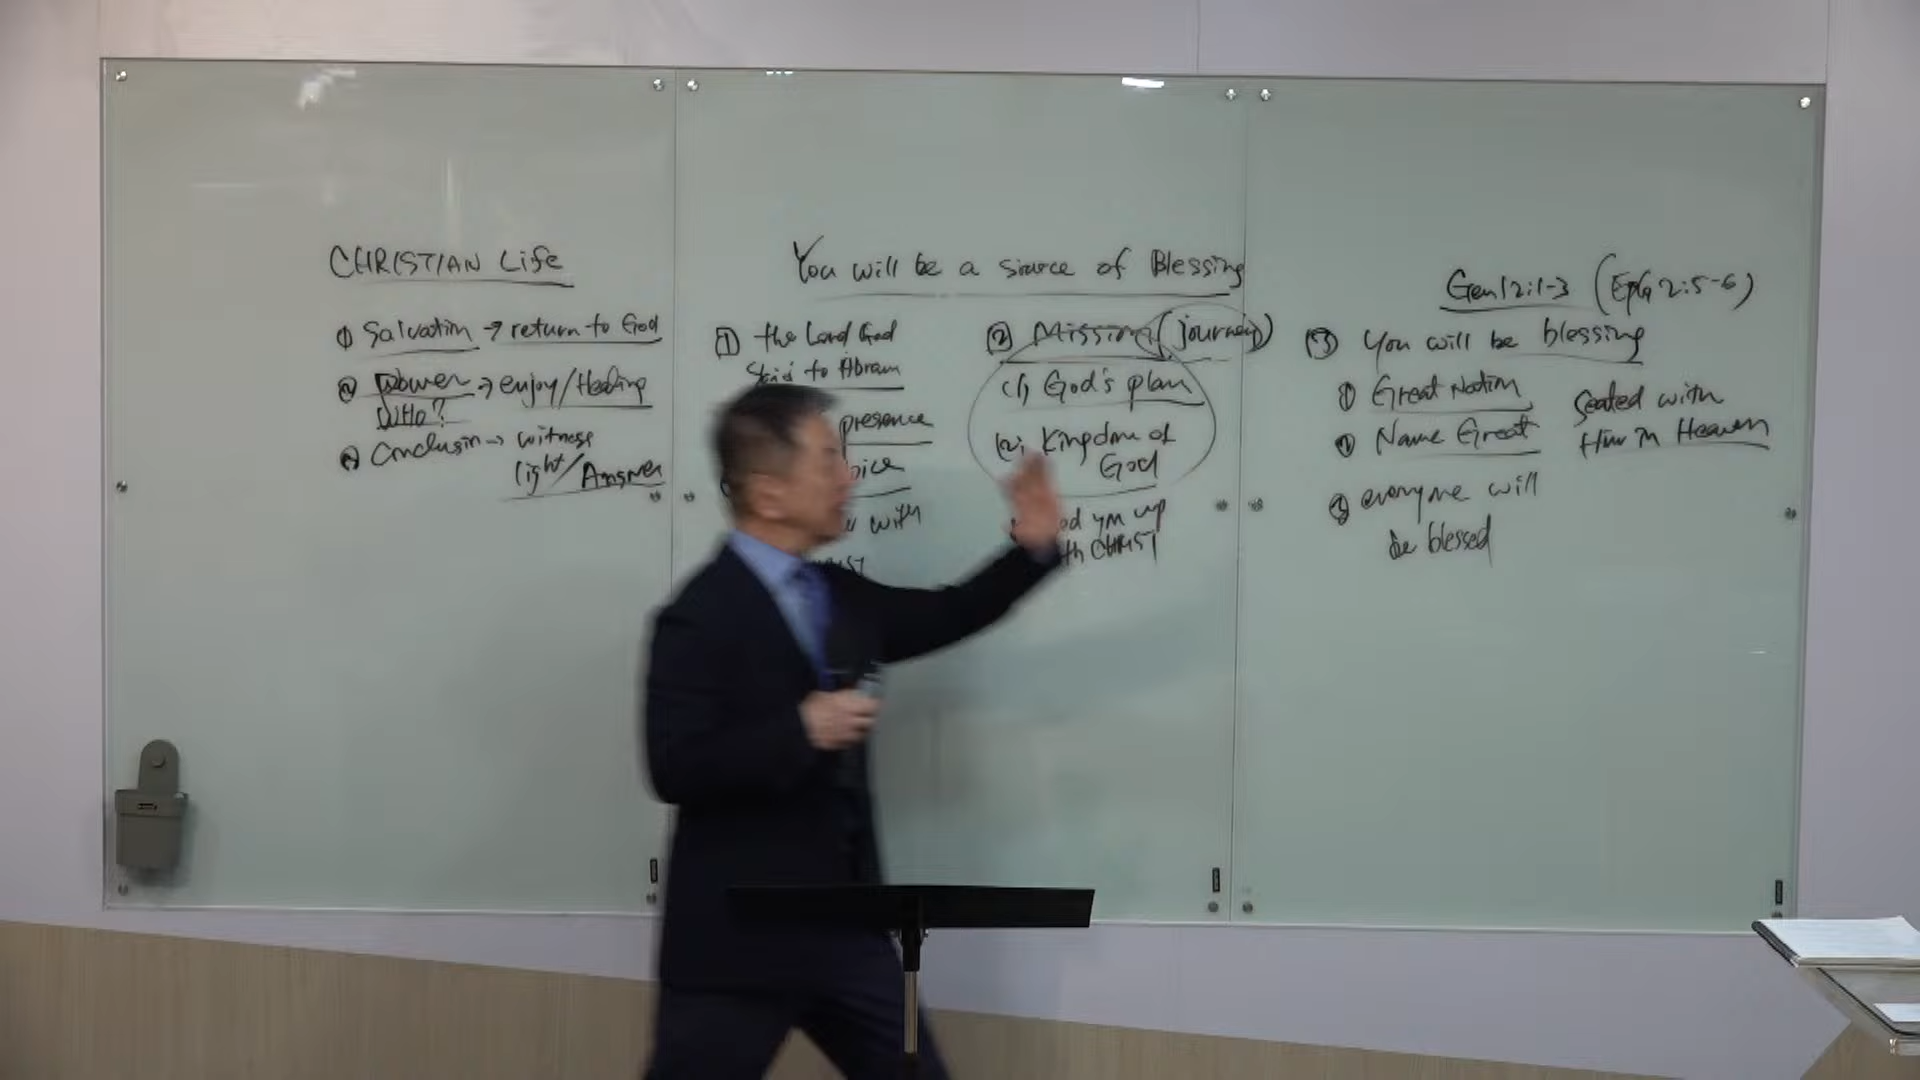 CHRISTIAN Life
① Salvation → return to God
② Power → enjoy/Healing
Who?
③ Conclusion → witness
light/Answer
You will be a source of Blessing
① the Lord God
said to Abram
presence
with
② Mission (journey)
(1) God's plan
(2) Kingdom of
God
up
CHRIST
Gen 12:1-3 (Eph 2:5-6)
③ You will be blessing
① Great Nation
② Name Great
③ everyone will
be blessed
Seated with
Him in Heaven